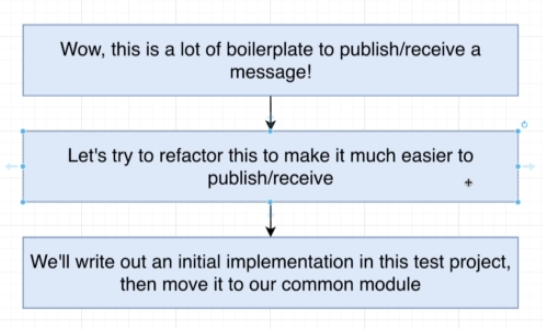 Wow, this is a lot of boilerplate to publish/receive a
message!
Let's try to refactor this to make it much easier to
publish/receive
We'll write out an initial implementation in this test project,
then move it to our common module